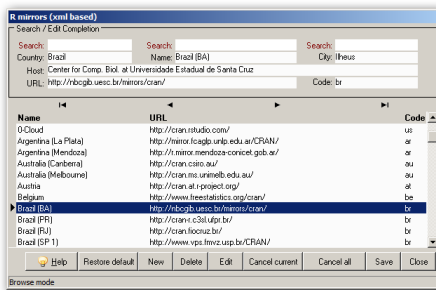 R mirrors (xml based)
Search / Edit Completion
Search: Search: Search:
Country: Brazil Name: Brazil (BA) City: Ilheus
Host: Center for Comp. Biol. at Universidade Estadual de Santa Cruz
URL: http://nbcgib.uesc.br/mirrors/cran/ Code: br
Name URL Code
0-Cloud http://cran.rstudio.com/ us
Argentina (La Plata) http://mirror.fcaglp.unlp.edu.ar/CRAN/ ar
Argentina (Mendoza) http://r.mirror.mendoza-conicet.gob.ar/ ar
Australia (Canberra) http://cran.csiro.au/ au
Australia (Melbourne) http://cran.ms.unimelb.edu.au/ au
Austria http://cran.at.r-project.org/ at
Belgium http://www.freestatistics.org/cran/ be
Brazil (BA) http://nbcgib.uesc.br/mirrors/cran/ br
Brazil (PR) http://cran-r.c3sl.ufpr.br/ br
Brazil (RJ) http://cran.fiocruz.br/ br
Brazil (SP 1) http://www.vps.fmvz.usp.br/CRAN/ br
Help Restore default New Delete Edit Cancel current Cancel all Save Close
Browse mode